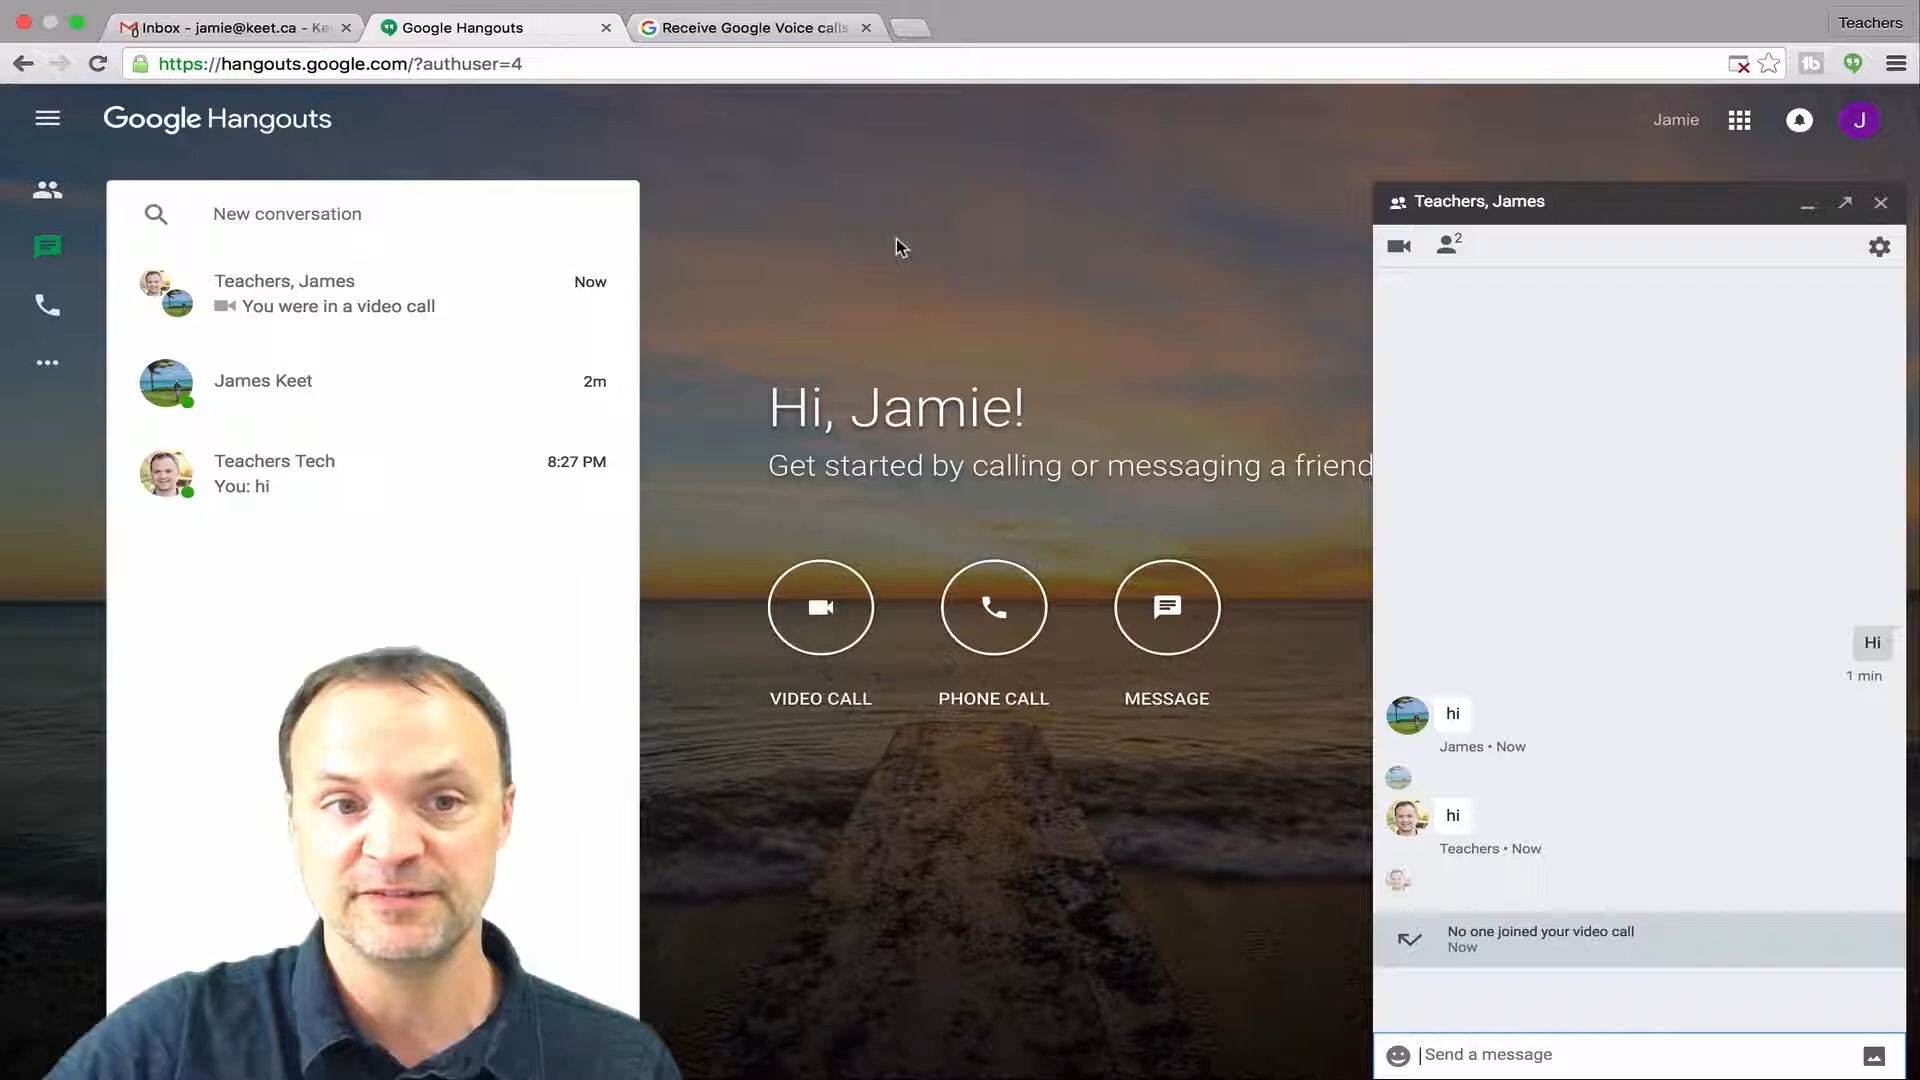 Inbox - jamie@keet.ca - Ke
Google Hangouts
Receive Google Voice calls
Teachers
https://hangouts.google.com/?authuser=4
Google Hangouts
Jamie
J
New conversation
Teachers, James
Now
You were in a video call
James Keet
2m
Teachers Tech
8:27 PM
You: hi
Hi, Jamie!
Get started by calling or messaging a friend
VIDEO CALL
PHONE CALL
MESSAGE
Teachers, James
2
Hi
1 min
hi
James • Now
hi
Teachers • Now
No one joined your video call
Now
Send a message